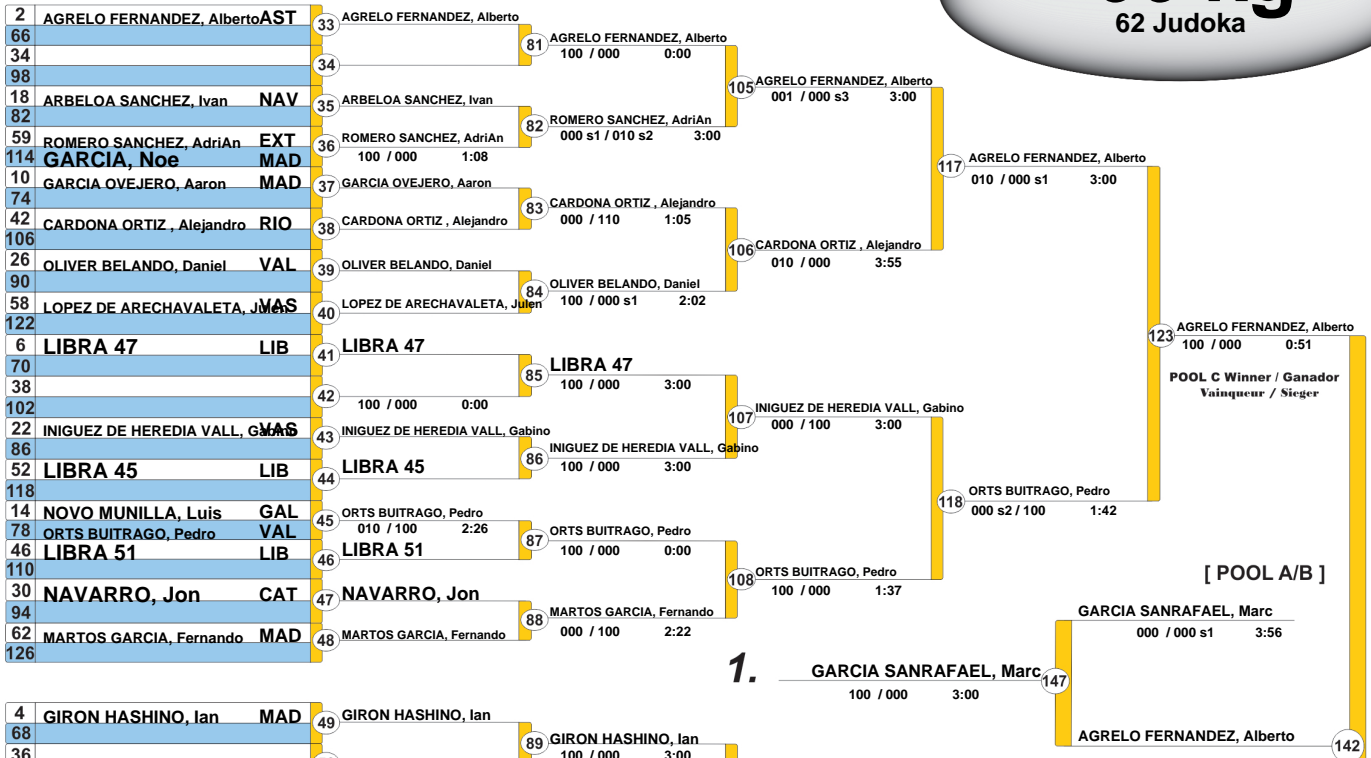 62 Judoka
2 AGRELO FERNANDEZ, Alberto AST
66
34
98
18 ARBELOA SANCHEZ, Ivan NAV
82
59 ROMERO SANCHEZ, AdriAn EXT
114 GARCIA, Noe MAD
10 GARCIA OVEJERO, Aaron MAD
74
42 CARDONA ORTIZ , Alejandro RIO
106
26 OLIVER BELANDO, Daniel VAL
90
58 LOPEZ DE ARECHAVALETA, Julen VAS
122
6 LIBRA 47 LIB
70
38
102
22 INIGUEZ DE HEREDIA VALL, Gabino VAS
86
52 LIBRA 45 LIB
118
14 NOVO MUNILLA, Luis GAL
78 ORTS BUITRAGO, Pedro VAL
46 LIBRA 51 LIB
110
30 NAVARRO, Jon CAT
94
62 MARTOS GARCIA, Fernando MAD
126
33 AGRELO FERNANDEZ, Alberto
34
35 ARBELOA SANCHEZ, Ivan
36 ROMERO SANCHEZ, AdriAn
100 / 000 1:08
37 GARCIA OVEJERO, Aaron
38 CARDONA ORTIZ , Alejandro
39 OLIVER BELANDO, Daniel
40 LOPEZ DE ARECHAVALETA, Julen
41 LIBRA 47
42
100 / 000 0:00
43 INIGUEZ DE HEREDIA VALL, Gabino
44 LIBRA 45
45 ORTS BUITRAGO, Pedro
010 / 100 2:26
46 LIBRA 51
47 NAVARRO, Jon
48 MARTOS GARCIA, Fernando
81 AGRELO FERNANDEZ, Alberto
100 / 000 0:00
82 ROMERO SANCHEZ, AdriAn
000 s1 / 010 s2 3:00
83 CARDONA ORTIZ , Alejandro
000 / 110 1:05
84 OLIVER BELANDO, Daniel
100 / 000 s1 2:02
85 LIBRA 47
100 / 000 3:00
86 INIGUEZ DE HEREDIA VALL, Gabino
100 / 000 3:00
87 ORTS BUITRAGO, Pedro
100 / 000 0:00
88 MARTOS GARCIA, Fernando
000 / 100 2:22
105 AGRELO FERNANDEZ, Alberto
001 / 000 s3 3:00
106 CARDONA ORTIZ , Alejandro
010 / 000 3:55
107 INIGUEZ DE HEREDIA VALL, Gabino
000 / 100 3:00
108 ORTS BUITRAGO, Pedro
100 / 000 1:37
117 AGRELO FERNANDEZ, Alberto
010 / 000 s1 3:00
118 ORTS BUITRAGO, Pedro
000 s2 / 100 1:42
123 AGRELO FERNANDEZ, Alberto
100 / 000 0:51
POOL C Winner / Ganador
Vainqueur / Sieger
[ POOL A/B ]
GARCIA SANRAFAEL, Marc
000 / 000 s1 3:56
1. GARCIA SANRAFAEL, Marc 147
100 / 000 3:00
AGRELO FERNANDEZ, Alberto 142
4 GIRON HASHINO, Ian MAD
68
36
49 GIRON HASHINO, Ian
89 GIRON HASHINO, Ian
100 / 000 3:00